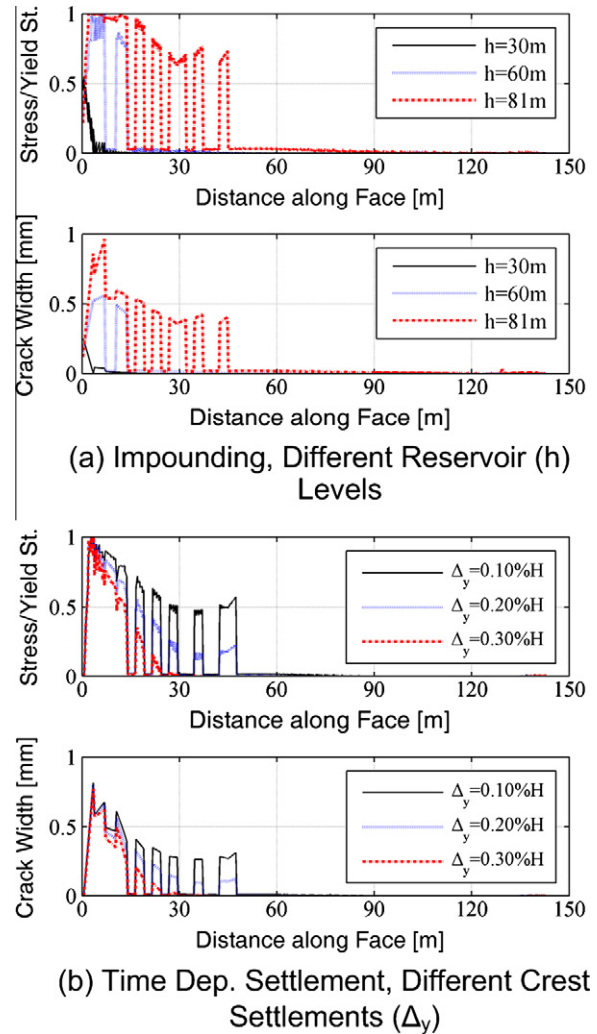 Stress/Yield St.
1
0.5
0
h=30m
h=60m
h=81m
0 30 60 90 120 150
Distance along Face [m]
Crack Width [mm]
1
0.5
0
h=30m
h=60m
h=81m
0 30 60 90 120 150
Distance along Face [m]
(a) Impounding, Different Reservoir (h)
Levels
Stress/Yield St.
1
0.5
0
Δy=0.10%H
Δy=0.20%H
Δy=0.30%H
0 30 60 90 120 150
Distance along Face [m]
Crack Width [mm]
1
0.5
0
Δy=0.10%H
Δy=0.20%H
Δy=0.30%H
0 30 60 90 120 150
Distance along Face [m]
(b) Time Dep. Settlement, Different Crest
Settlements (Δy)